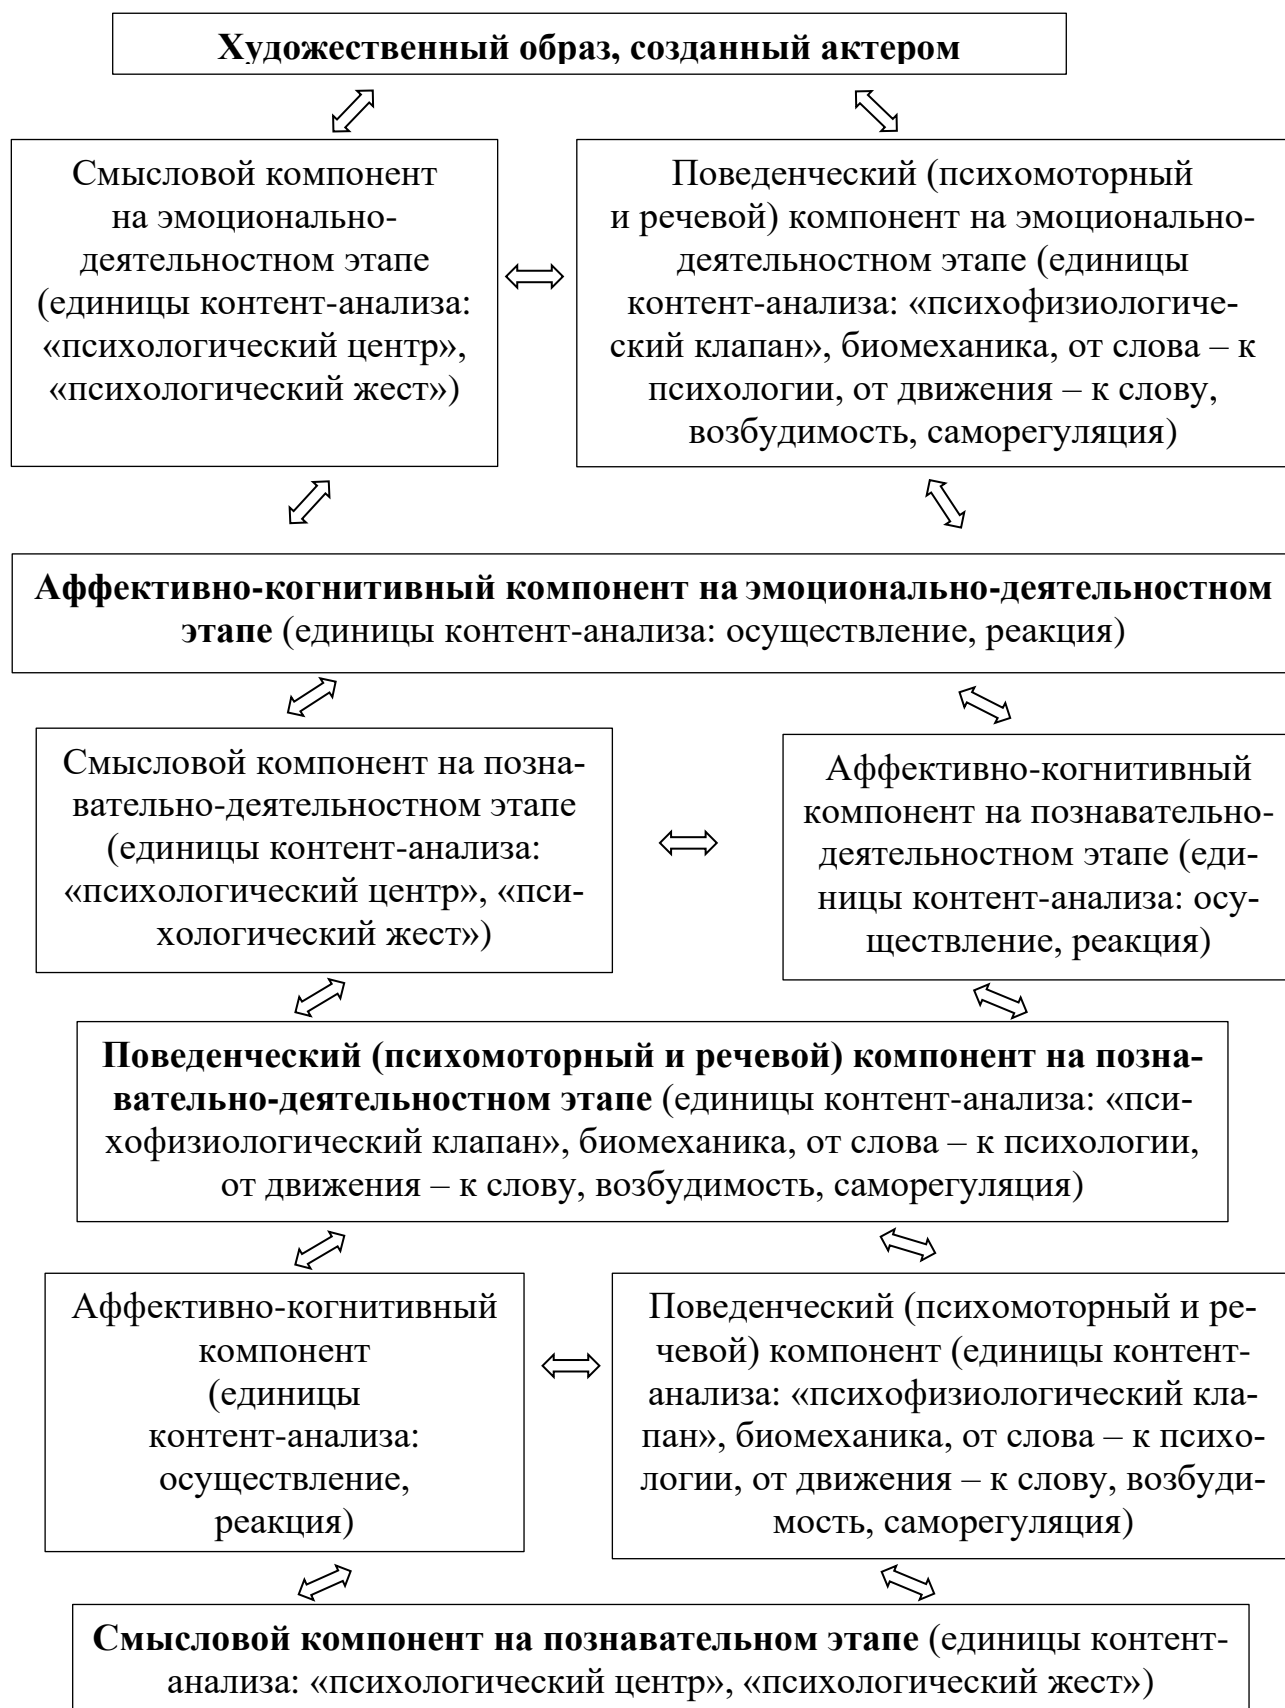 Художественный образ, созданный актером
Смысловой компонент
на эмоционально-
деятельностном этапе
(единицы контент-анализа:
«психологический центр»,
«психологический жест»)
Поведенческий (психомоторный
и речевой) компонент на эмоционально-
деятельностном этапе (единицы
контент-анализа: «психофизиологиче-
ский клапан», биомеханика, от слова – к
психологии, от движения – к слову,
возбудимость, саморегуляция)
Аффективно-когнитивный компонент на эмоционально-деятельностном
этапе (единицы контент-анализа: осуществление, реакция)
Смысловой компонент на позна-
вательно-деятельностном этапе
(единицы контент-анализа:
«психологический центр», «пси-
хологический жест»)
Аффективно-когнитивный
компонент на познавательно-
деятельностном этапе (еди-
ницы контент-анализа: осу-
ществление, реакция)
Поведенческий (психомоторный и речевой) компонент на позна-
вательно-деятельностном этапе (единицы контент-анализа: «пси-
хофизиологический клапан», биомеханика, от слова – к психологии,
от движения – к слову, возбудимость, саморегуляция)
Аффективно-когнитивный
компонент
(единицы
контент-анализа:
осуществление,
реакция)
Поведенческий (психомоторный и ре-
чевой) компонент (единицы контент-
анализа: «психофизиологический кла-
пан», биомеханика, от слова – к психо-
логии, от движения – к слову, возбуди-
мость, саморегуляция)
Смысловой компонент на познавательном этапе (единицы контент-
анализа: «психологический центр», «психологический жест»)